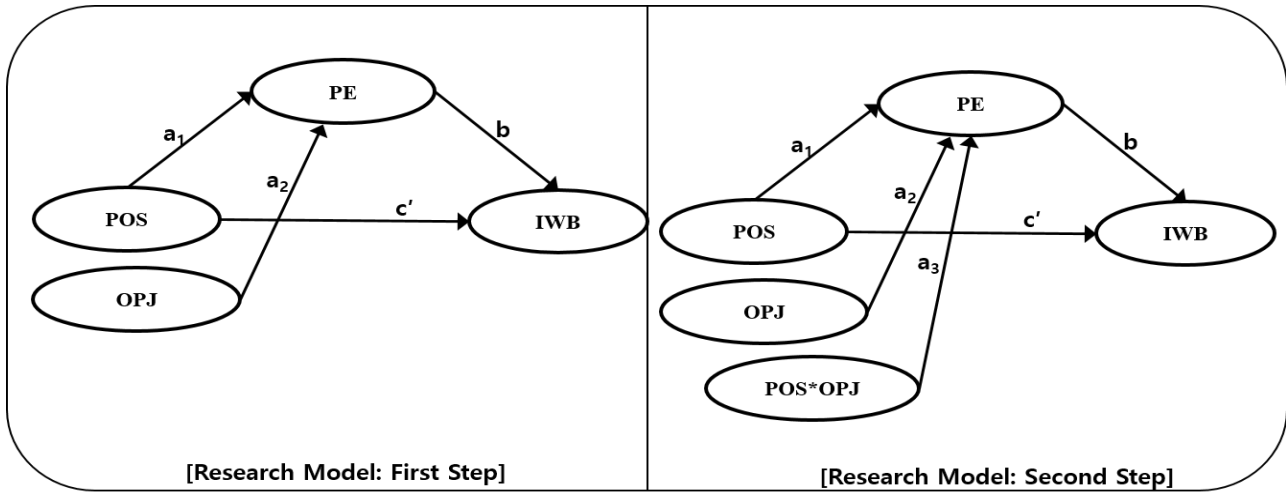 PE
a₁
b
a₂
POS
c′
IWB
OPJ
[Research Model: First Step]
PE
a₁
b
a₂
POS
c′
IWB
a₃
OPJ
POS*OPJ
[Research Model: Second Step]